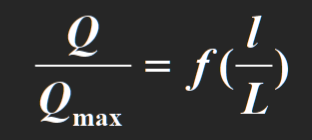 Q/Q_max = f(l/L)